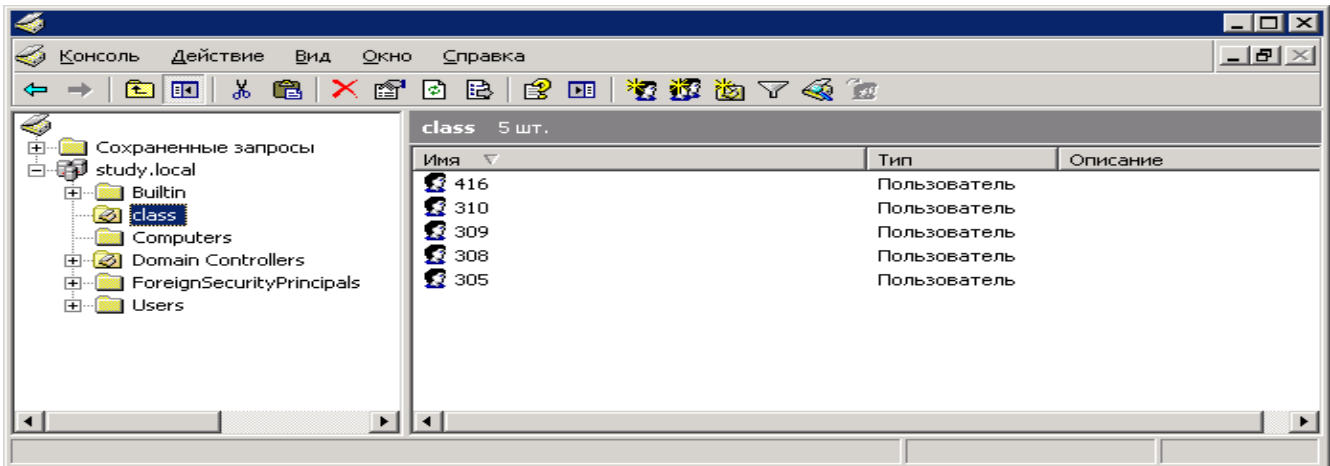 Консоль Действие Вид Окно Справка
Сохраненные запросы
study.local
Builtin
class
Computers
Domain Controllers
ForeignSecurityPrincipals
Users
class 5 шт.
Имя Тип Описание
416 Пользователь
310 Пользователь
309 Пользователь
308 Пользователь
305 Пользователь